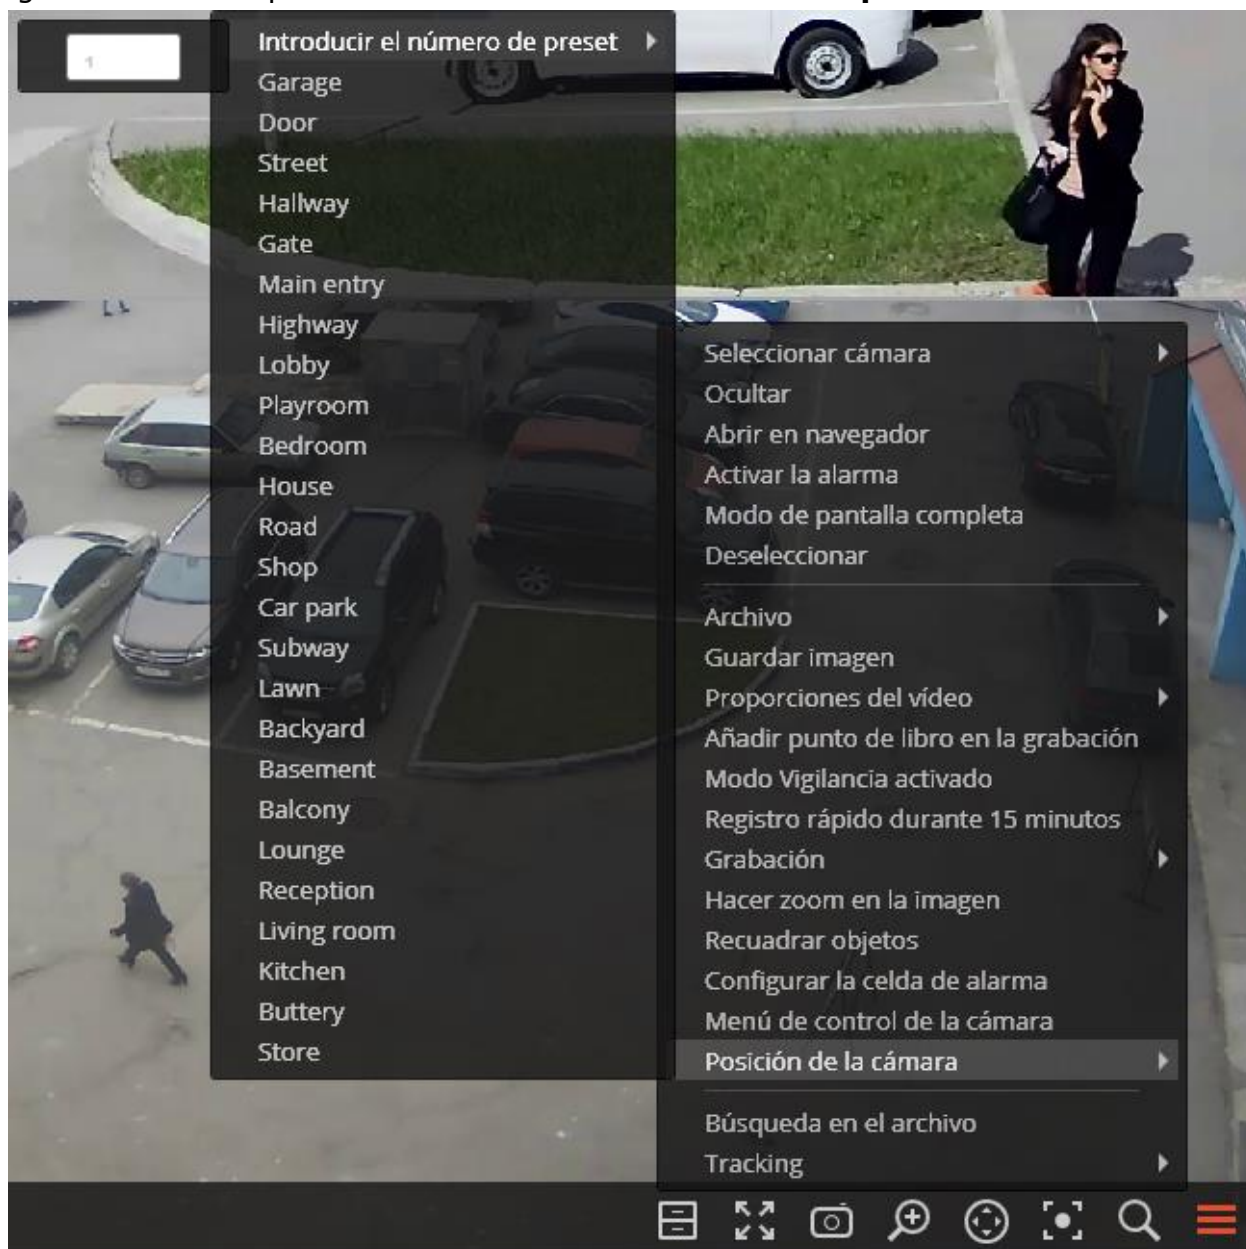 1
Introducir el número de preset
Garage
Door
Street
Hallway
Gate
Main entry
Highway
Lobby
Playroom
Bedroom
House
Road
Shop
Car park
Subway
Lawn
Backyard
Basement
Balcony
Lounge
Reception
Living room
Kitchen
Buttery
Store
Seleccionar cámara
Ocultar
Abrir en navegador
Activar la alarma
Modo de pantalla completa
Deseleccionar
Archivo
Guardar imagen
Proporciones del vídeo
Añadir punto de libro en la grabación
Modo Vigilancia activado
Registro rápido durante 15 minutos
Grabación
Hacer zoom en la imagen
Recuadrar objetos
Configurar la celda de alarma
Menú de control de la cámara
Posición de la cámara
Búsqueda en el archivo
Tracking